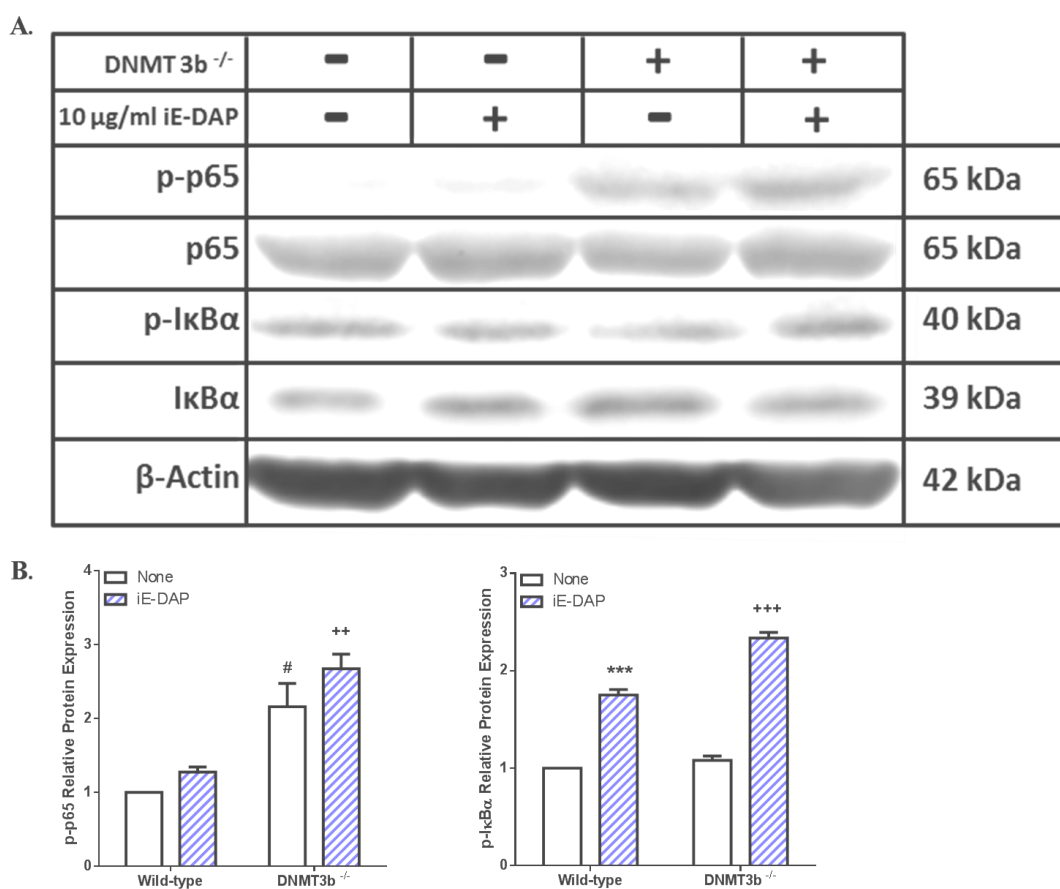 A.
DNMT 3b -/- - - + +
10 µg/ml iE-DAP - + - +
p-p65 65 kDa
p65 65 kDa
p-IκBα 40 kDa
IκBα 39 kDa
β-Actin 42 kDa
B.
p-p65 Relative Protein Expression
4
3
2
1
0
None
iE-DAP
#
++
Wild-type DNMT3b -/-
p-IκBα Relative Protein Expression
3
2
1
0
None
iE-DAP
***
+++
Wild-type DNMT3b -/-